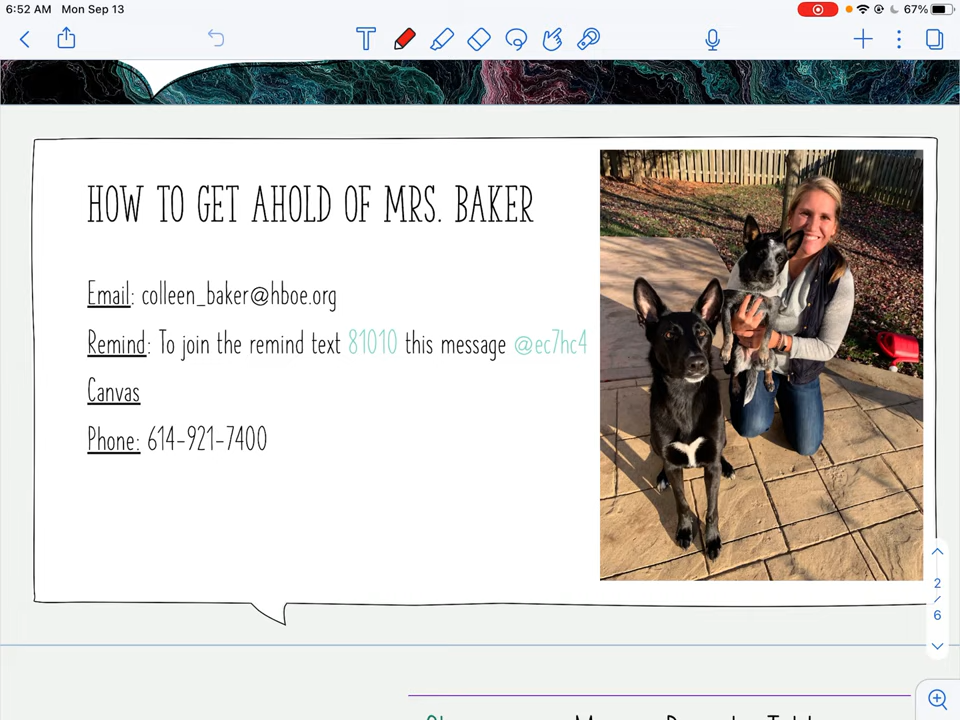 6:52 AM Mon Sep 13
67%
HOW TO GET AHOLD OF MRS. BAKER
Email: colleen_baker@hboe.org
Remind: To join the remind text 81010 this message @ec7hc4
Canvas
Phone: 614-921-7400
2
/
6